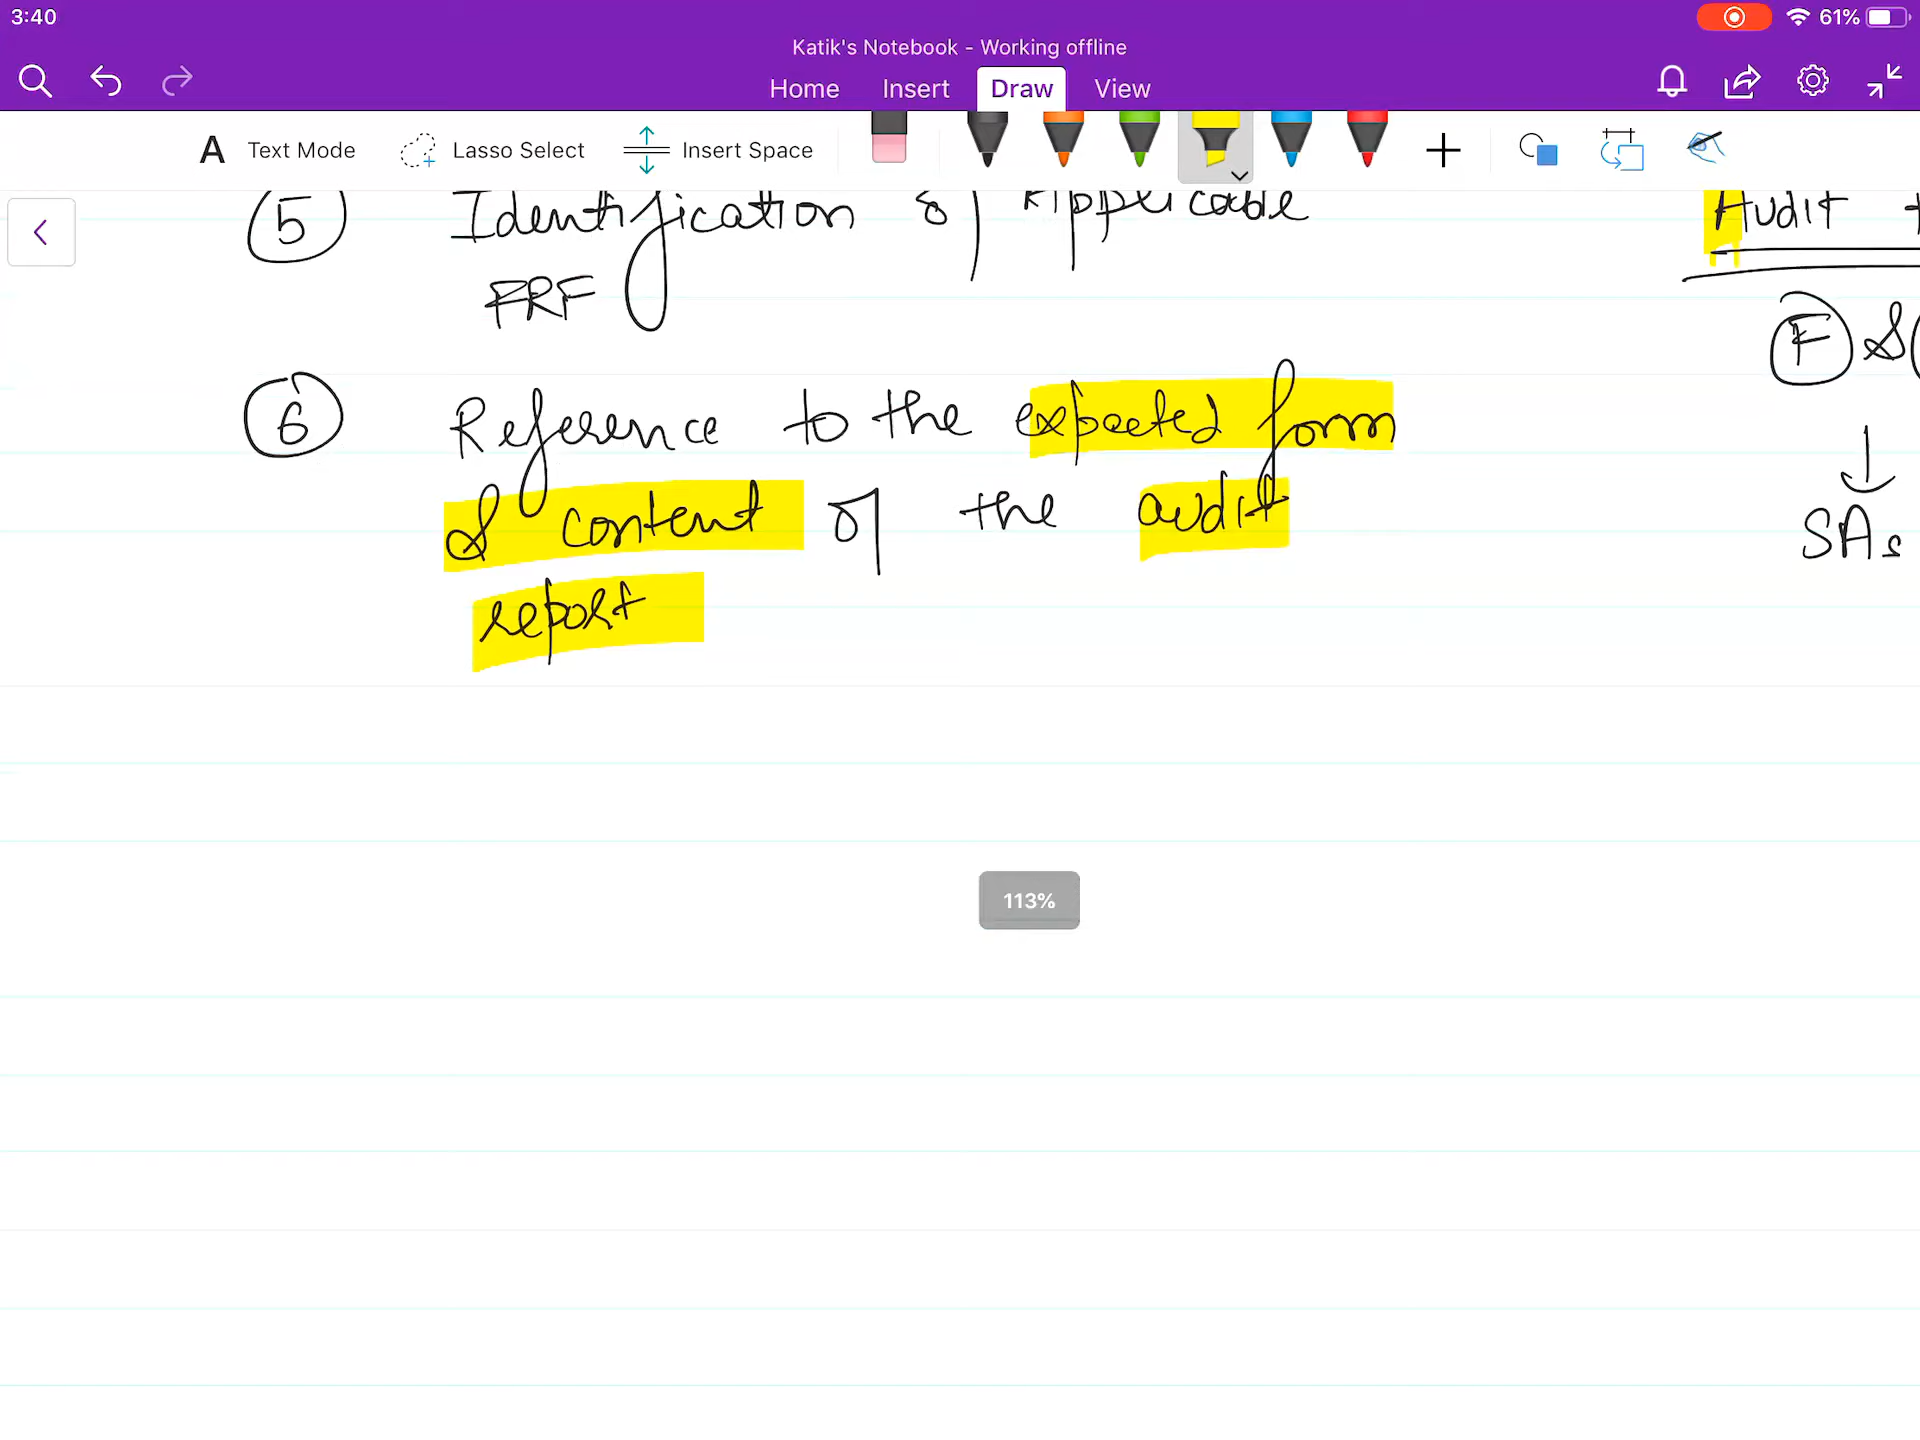 3:40
61%
Katik's Notebook - Working offline
Home Insert Draw View
A Text Mode Lasso Select Insert Space
5 Identification of Applicable
FRF
6 Reference to the expected form
& content of the audit
report
Audit
F S
SAs
113%